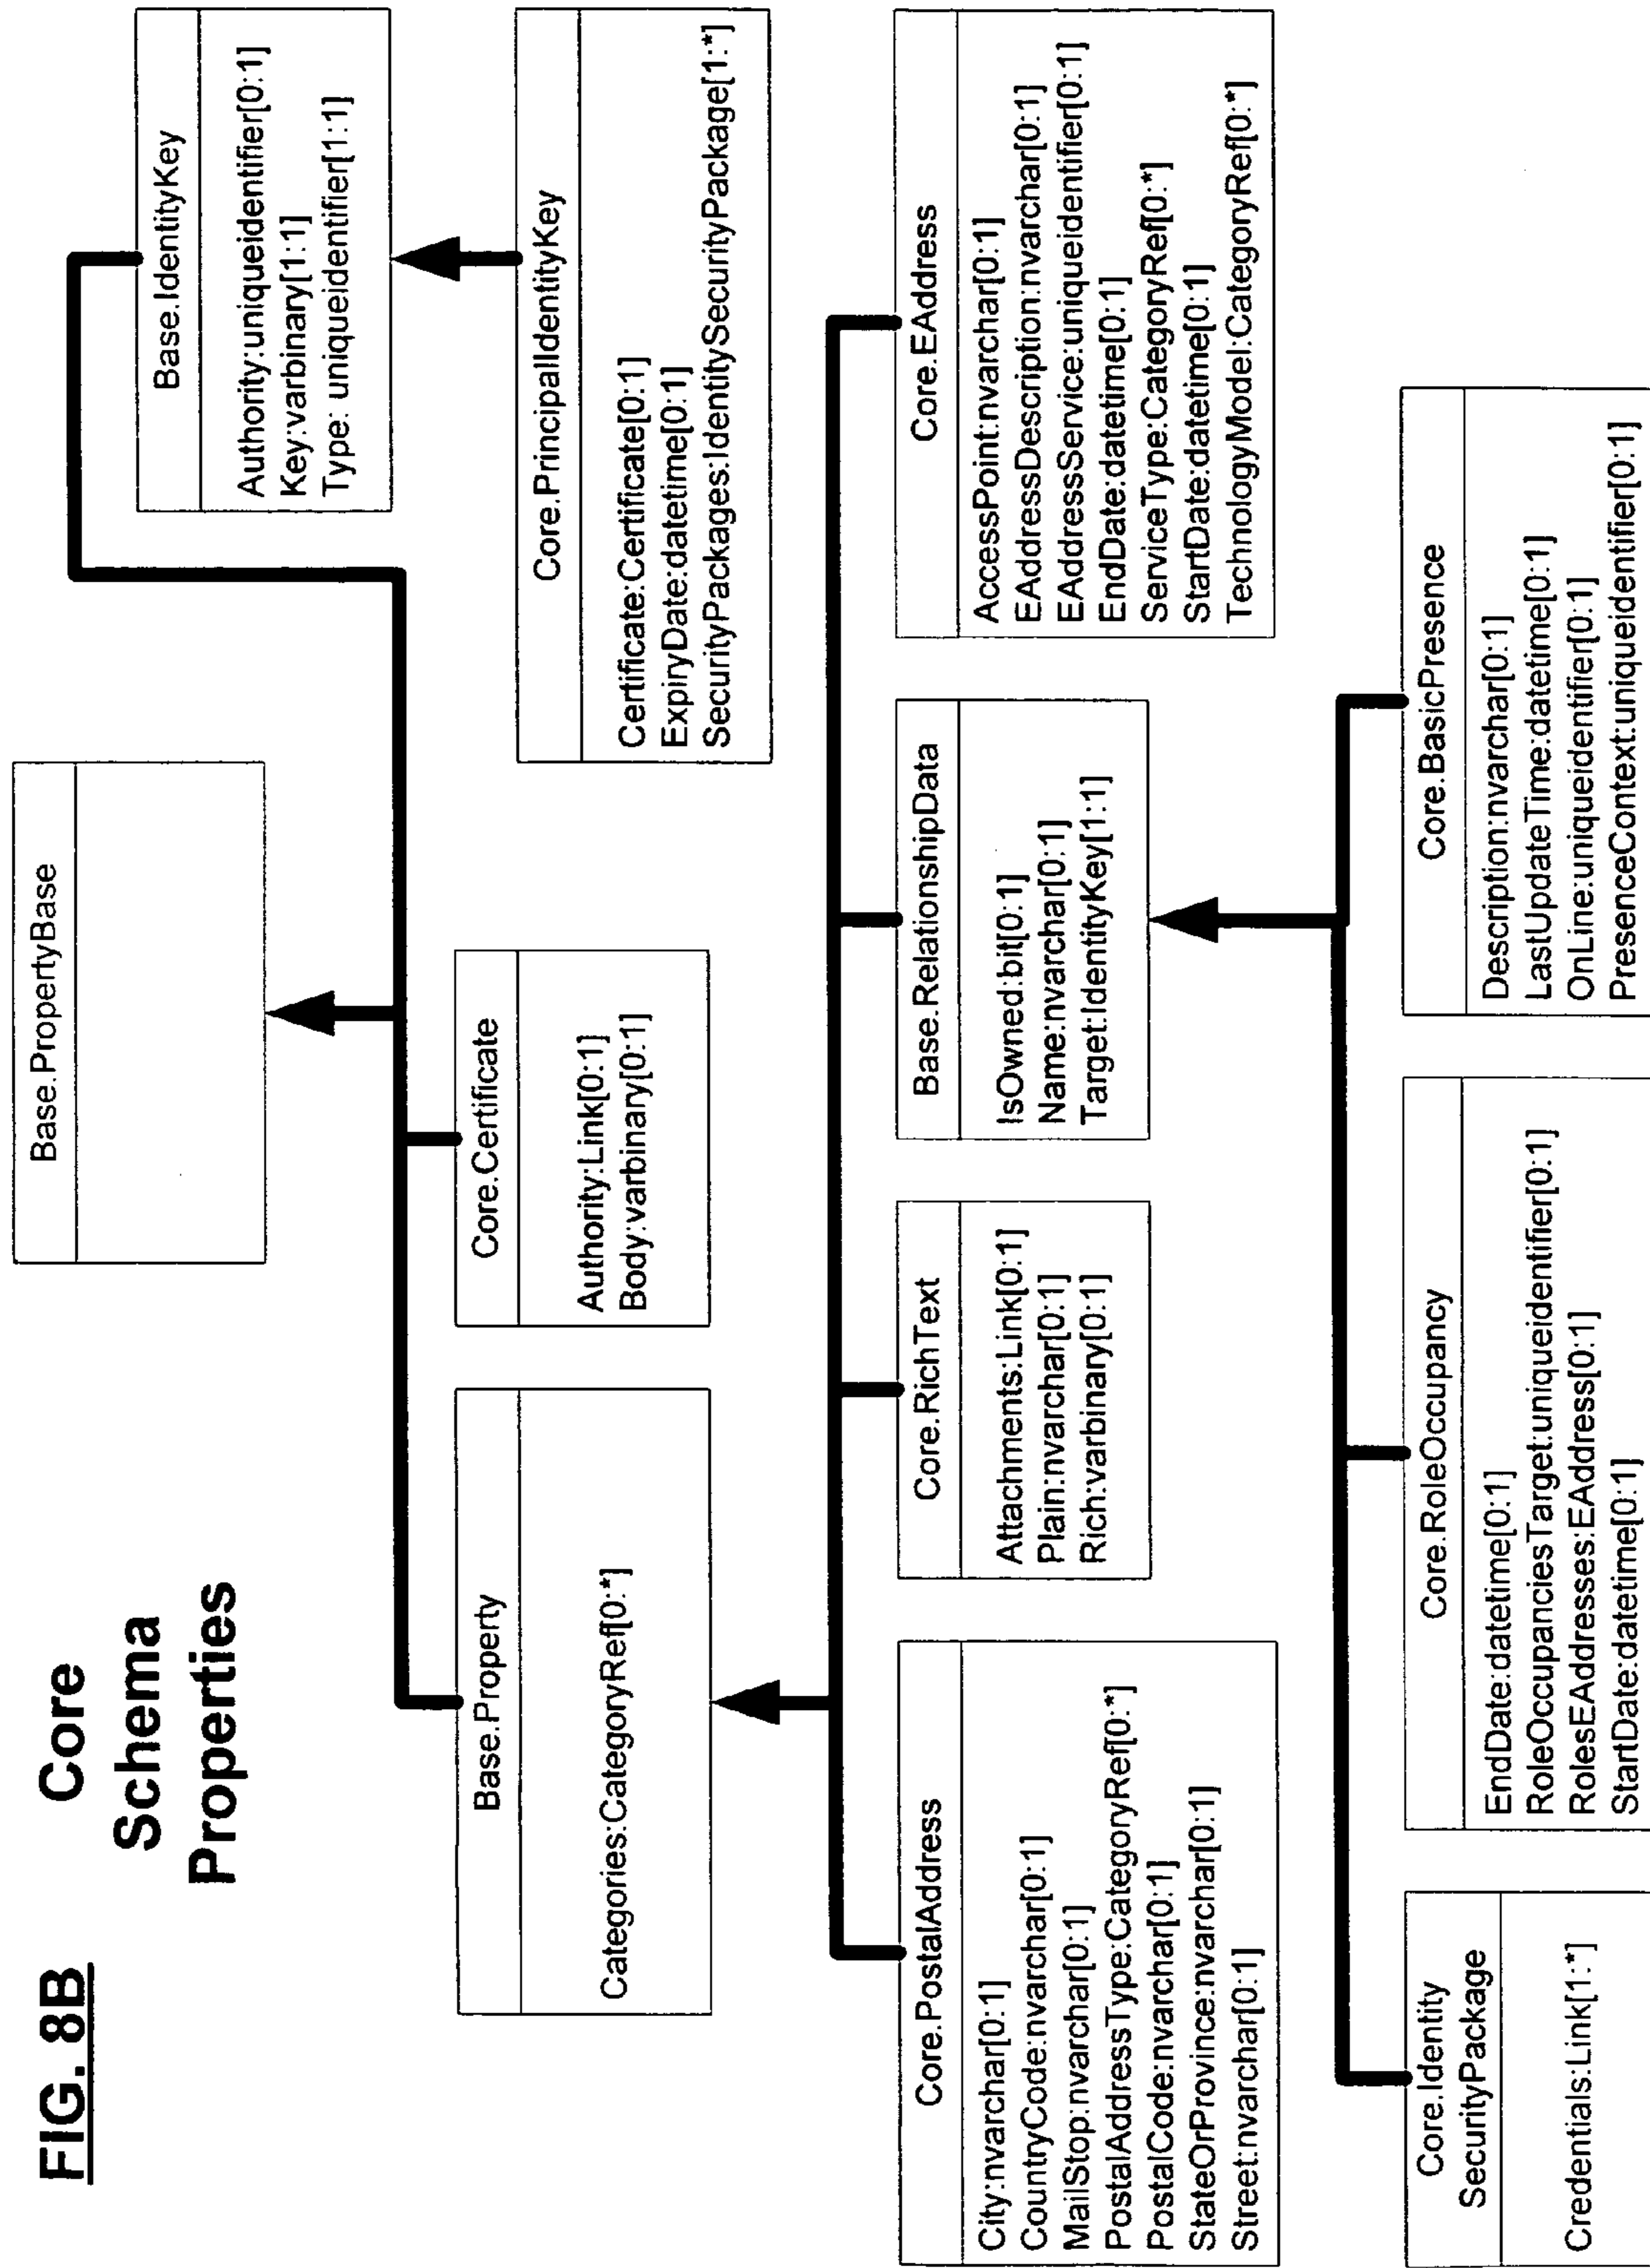 FIG. 8B
Core
Schema
Properties
Base.PropertyBase
Base.Property
Categories:CategoryRef[0:*]
Core.Certificate
Authority:Link[0:1]
Body:varbinary[0:1]
Base.IdentityKey
Authority:uniqueidentifier[0:1]
Key:varbinary[1:1]
Type: uniqueidentifier[1:1]
Core.PrincipalIdentityKey
Certificate:Certificate[0:1]
ExpiryDate:datetime[0:1]
SecurityPackages:IdentitySecurityPackage[1:*]
Core.PostalAddress
City:nvarchar[0:1]
CountryCode:nvarchar[0:1]
MailStop:nvarchar[0:1]
PostalAddressType:CategoryRef[0:*]
PostalCode:nvarchar[0:1]
StateOrProvince:nvarchar[0:1]
Street:nvarchar[0:1]
Core.RichText
Attachments:Link[0:1]
Plain:nvarchar[0:1]
Rich:varbinary[0:1]
Base.RelationshipData
IsOwned:bit[0:1]
Name:nvarchar[0:1]
Target:IdentityKey[1:1]
Core.EAddress
AccessPoint:nvarchar[0:1]
EAddressDescription:nvarchar[0:1]
EAddressService:uniqueidentifier[0:1]
EndDate:datetime[0:1]
ServiceType:CategoryRef[0:*]
StartDate:datetime[0:1]
TechnologyModel:CategoryRef[0:*]
Core.Identity
SecurityPackage
Credentials:Link[1:*]
Core.RoleOccupancy
EndDate:datetime[0:1]
RoleOccupanciesTarget:uniqueidentifier[0:1]
RolesEAddresses:EAddress[0:1]
StartDate:datetime[0:1]
Core.BasicPresence
Description:nvarchar[0:1]
LastUpdateTime:datetime[0:1]
OnLine:uniqueidentifier[0:1]
PresenceContext:uniqueidentifier[0:1]